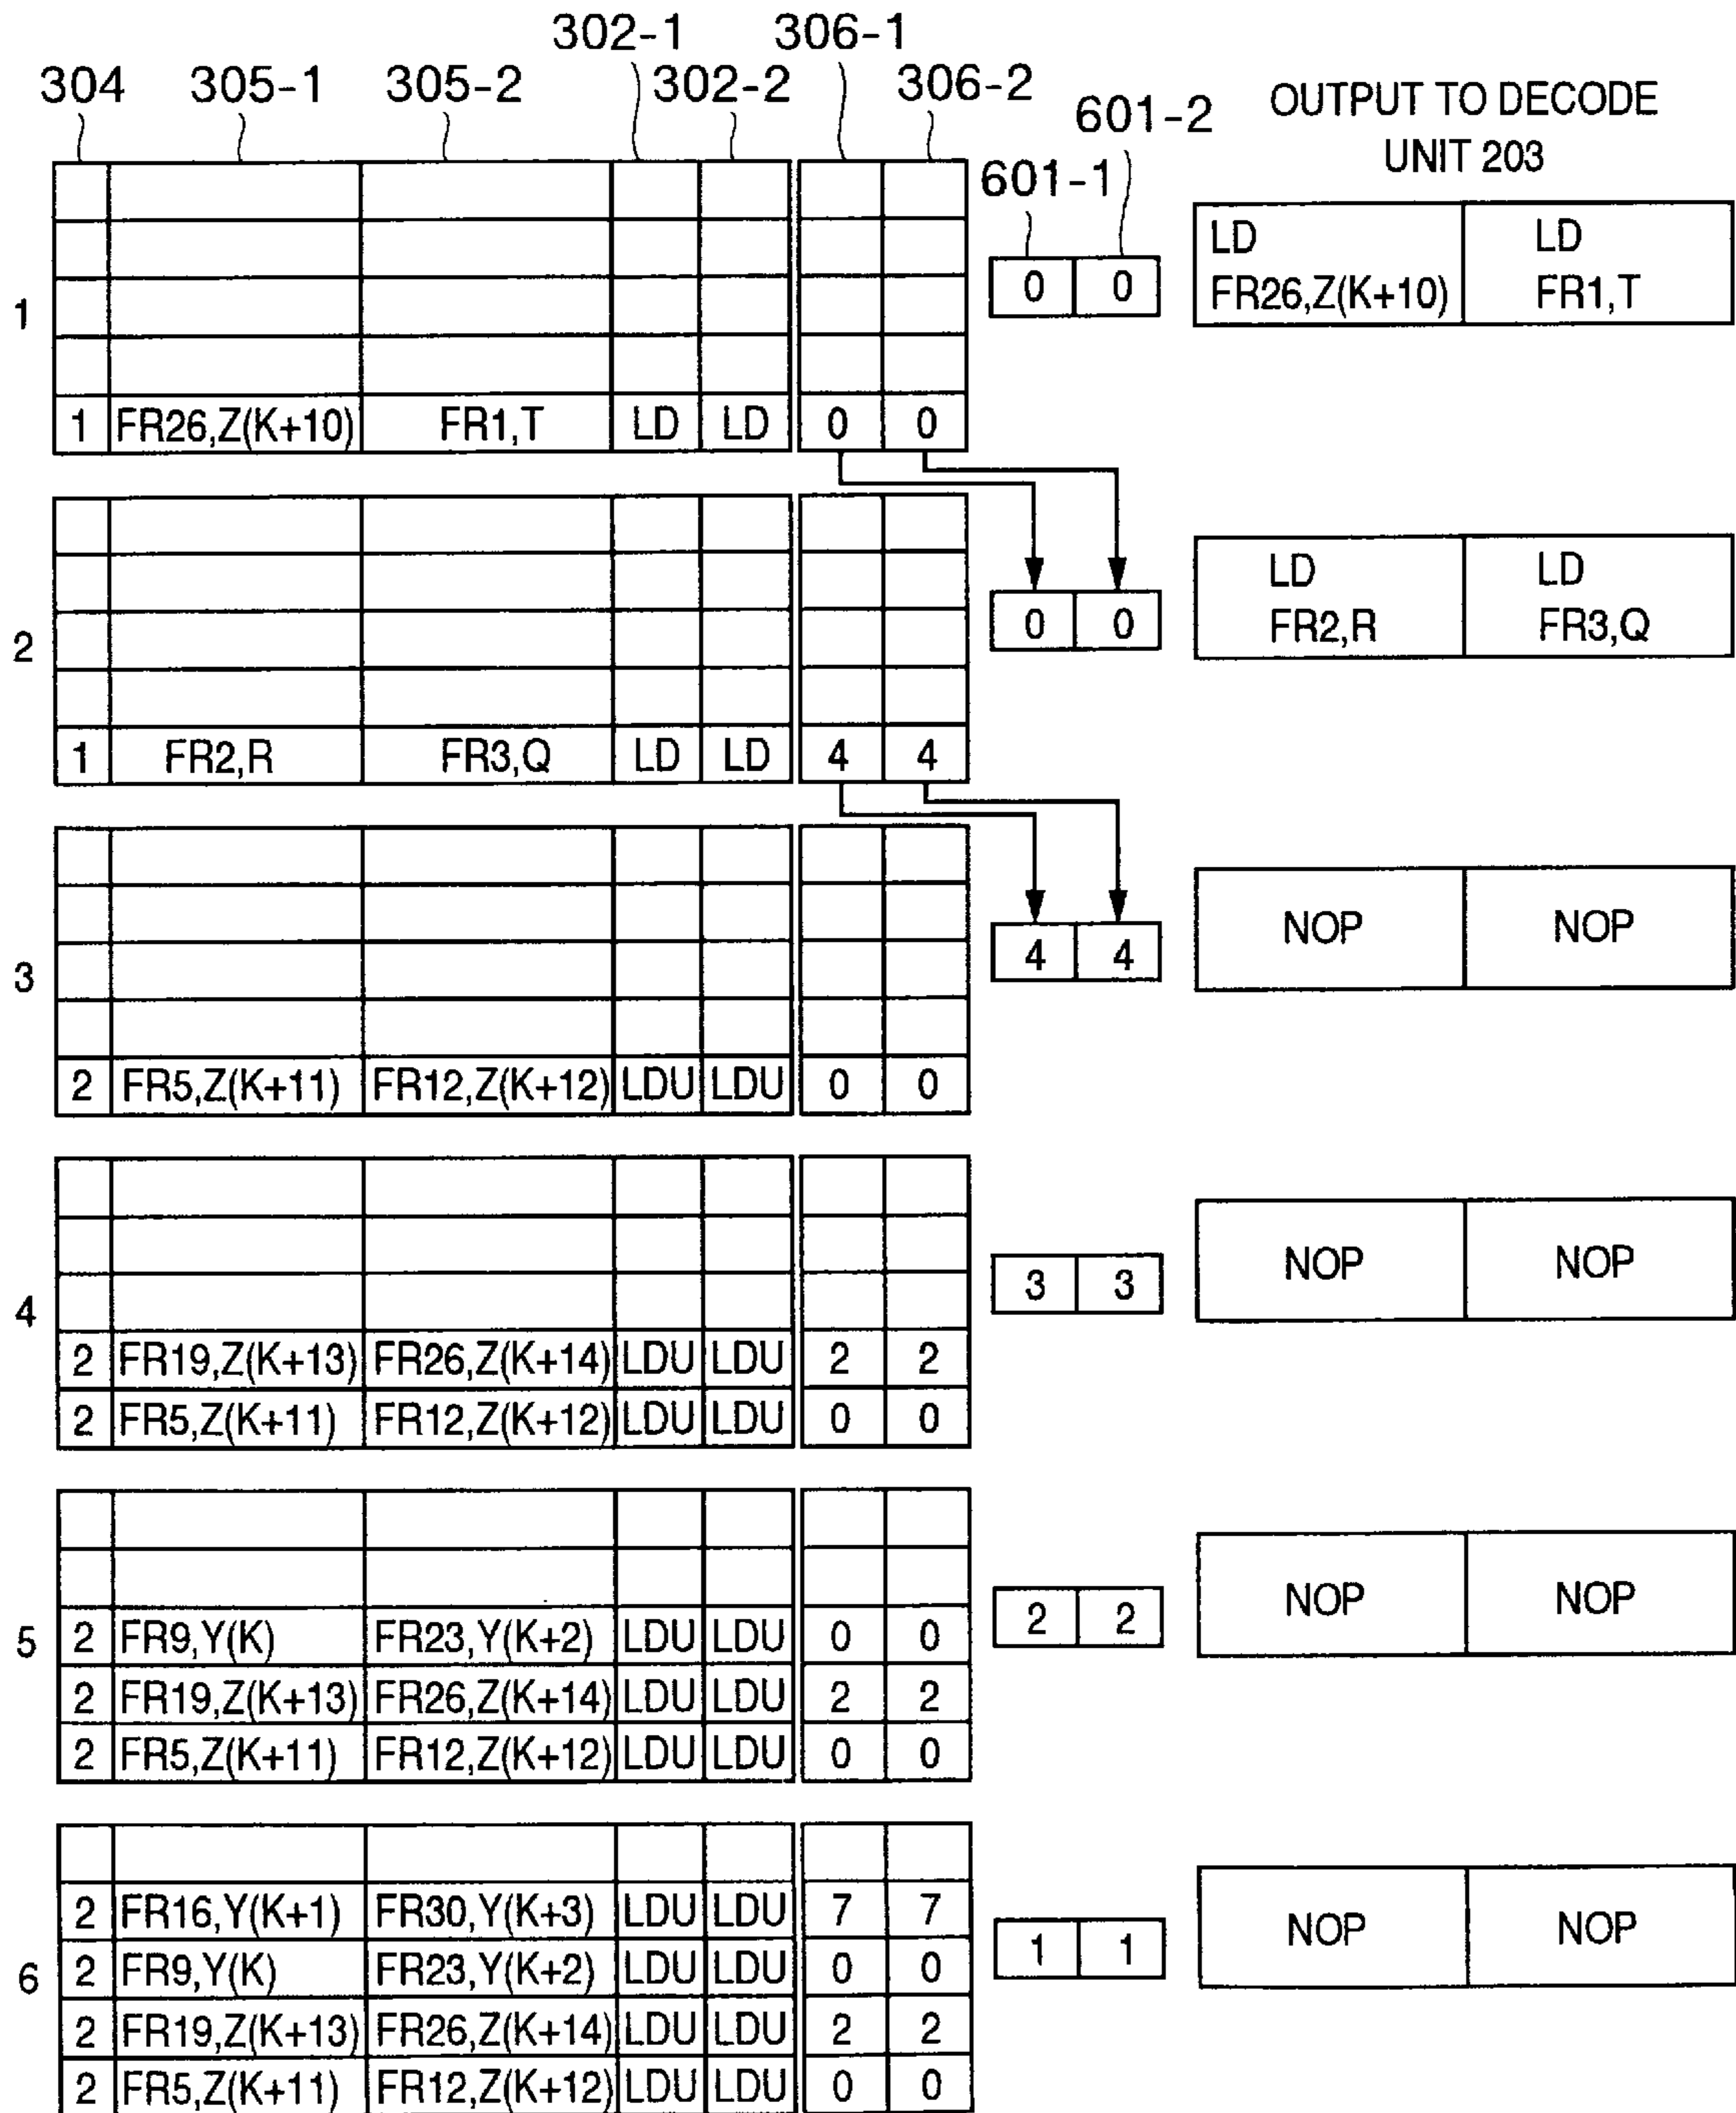 302-1 306-1
304 305-1 305-2 302-2 306-2
601-2 OUTPUT TO DECODE
UNIT 203
601-1
0 0 LD LD
FR26,Z(K+10) FR1,T
1
1 FR26,Z(K+10) FR1,T LD LD 0 0
LD LD
0 0 FR2,R FR3,Q
2
1 FR2,R FR3,Q LD LD 4 4
NOP NOP
4 4
3
2 FR5,Z(K+11) FR12,Z(K+12) LDU LDU 0 0
NOP NOP
3 3
4
2 FR19,Z(K+13) FR26,Z(K+14) LDU LDU 2 2
2 FR5,Z(K+11) FR12,Z(K+12) LDU LDU 0 0
NOP NOP
2 2
5 2 FR9,Y(K) FR23,Y(K+2) LDU LDU 0 0
2 FR19,Z(K+13) FR26,Z(K+14) LDU LDU 2 2
2 FR5,Z(K+11) FR12,Z(K+12) LDU LDU 0 0
2 FR16,Y(K+1) FR30,Y(K+3) LDU LDU 7 7 NOP NOP
1 1
6 2 FR9,Y(K) FR23,Y(K+2) LDU LDU 0 0
2 FR19,Z(K+13) FR26,Z(K+14) LDU LDU 2 2
2 FR5,Z(K+11) FR12,Z(K+12) LDU LDU 0 0